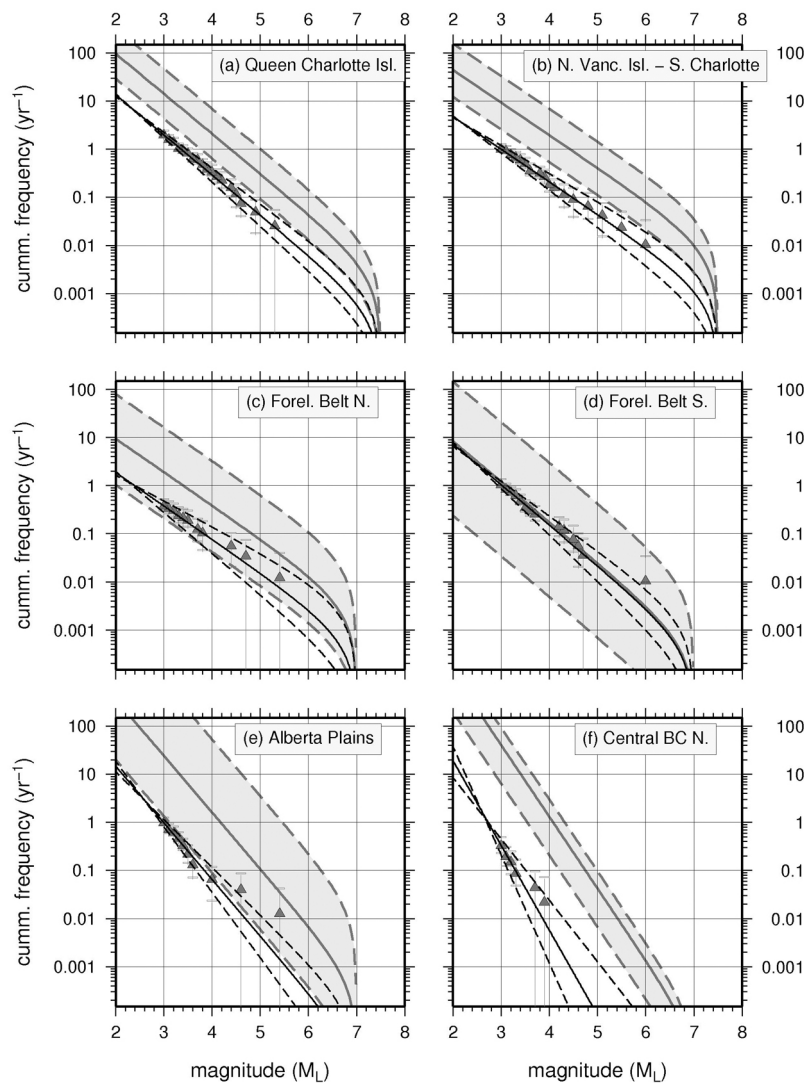 2 3 4 5 6 7 8 2 3 4 5 6 7 8
(a) Queen Charlotte Isl.
(b) N. Vanc. Isl. − S. Charlotte
cumm. frequency (yr⁻¹)
100 100
10 10
1 1
0.1 0.1
0.01 0.01
0.001 0.001
(c) Forel. Belt N.
(d) Forel. Belt S.
cumm. frequency (yr⁻¹)
100 100
10 10
1 1
0.1 0.1
0.01 0.01
0.001 0.001
(e) Alberta Plains
(f) Central BC N.
cumm. frequency (yr⁻¹)
100 100
10 10
1 1
0.1 0.1
0.01 0.01
0.001 0.001
2 3 4 5 6 7 8 2 3 4 5 6 7 8
magnitude (M_L) magnitude (M_L)